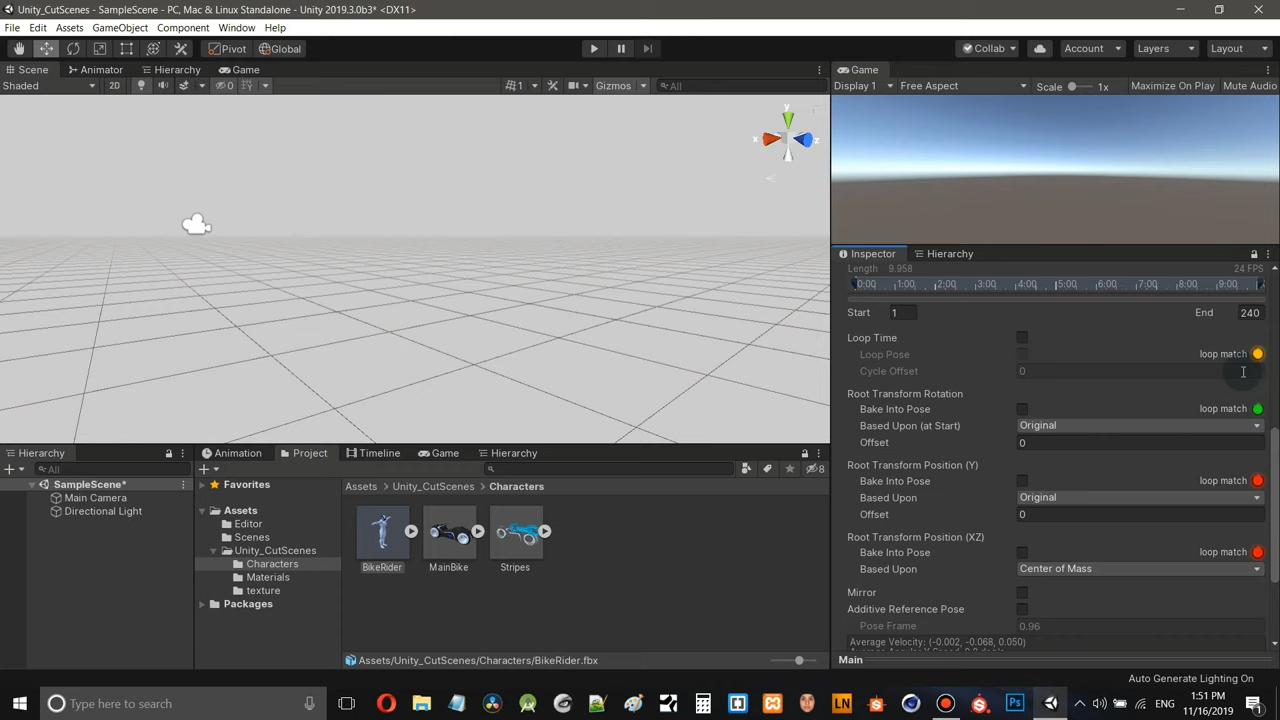 Unity_CutScenes - SampleScene - PC, Mac & Linux Standalone - Unity 2019.3.0b3* <DX11>
File Edit Assets GameObject Component Window Help
Pivot Global Collab Account Layers Layout
Scene Animator Hierarchy Game
Shaded 2D 0 1 Gizmos All
y
x
z
Game
Display 1 Free Aspect Scale 1x Maximize On Play Mute Audio
Inspector Hierarchy
Length 9.958 24 FPS
0:00 1:00 2:00 3:00 4:00 5:00 6:00 7:00 8:00 9:00
Start 1 End 240
Loop Time
Loop Pose loop match
Cycle Offset 0
Root Transform Rotation
Bake Into Pose loop match
Based Upon (at Start) Original
Offset 0
Root Transform Position (Y)
Bake Into Pose loop match
Based Upon Original
Offset 0
Root Transform Position (XZ)
Bake Into Pose loop match
Based Upon Center of Mass
Mirror
Additive Reference Pose
Pose Frame 0.96
Average Velocity: (-0.002, -0.068, 0.050)
Main
Auto Generate Lighting On
Hierarchy
All
SampleScene*
Main Camera
Directional Light
Animation Project Timeline Game Hierarchy
8
Favorites
Assets
Editor
Scenes
Unity_CutScenes
Characters
Materials
texture
Packages
Assets > Unity_CutScenes > Characters
BikeRider MainBike Stripes
Assets/Unity_CutScenes/Characters/BikeRider.fbx
Type here to search
LN
Ps
ENG
1:51 PM
11/16/2019
1